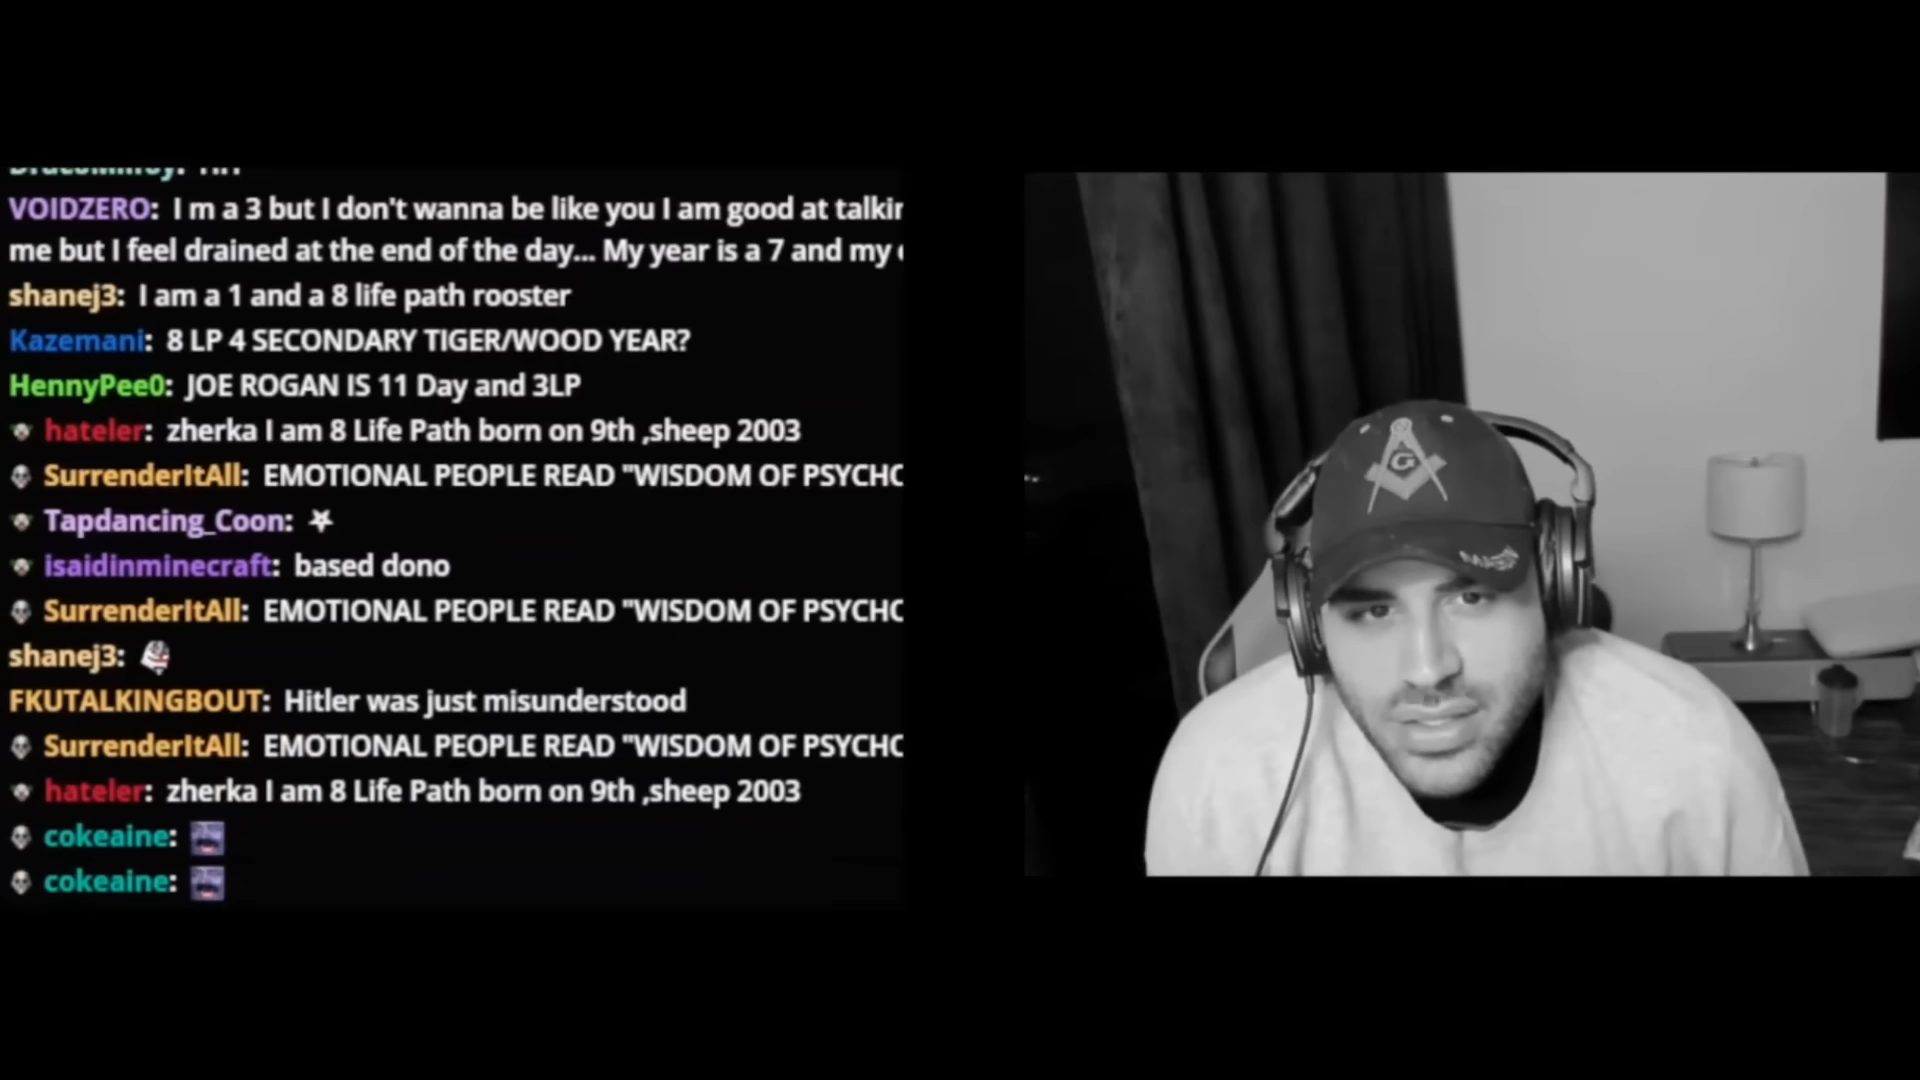 VOIDZERO: I m a 3 but I don't wanna be like you I am good at
me but I feel drained at the end of the day... My year is a 7 and my
shanej3: I am a 1 and a 8 life path rooster
Kazemani: 8 LP 4 SECONDARY TIGER/WOOD YEAR?
HennyPee0: JOE ROGAN IS 11 Day and 3LP
hateler: zherka I am 8 Life Path born on 9th ,sheep 2003
SurrenderItAll: EMOTIONAL PEOPLE READ "WISDOM OF PSYCHO
Tapdancing_Coon:
isaidinminecraft: based dono
SurrenderItAll: EMOTIONAL PEOPLE READ "WISDOM OF PSYCHO
shanej3:
FKUTALKINGBOUT: Hitler was just misunderstood
SurrenderItAll: EMOTIONAL PEOPLE READ "WISDOM OF PSYCHO
hateler: zherka I am 8 Life Path born on 9th ,sheep 2003
cokeaine:
cokeaine:
G